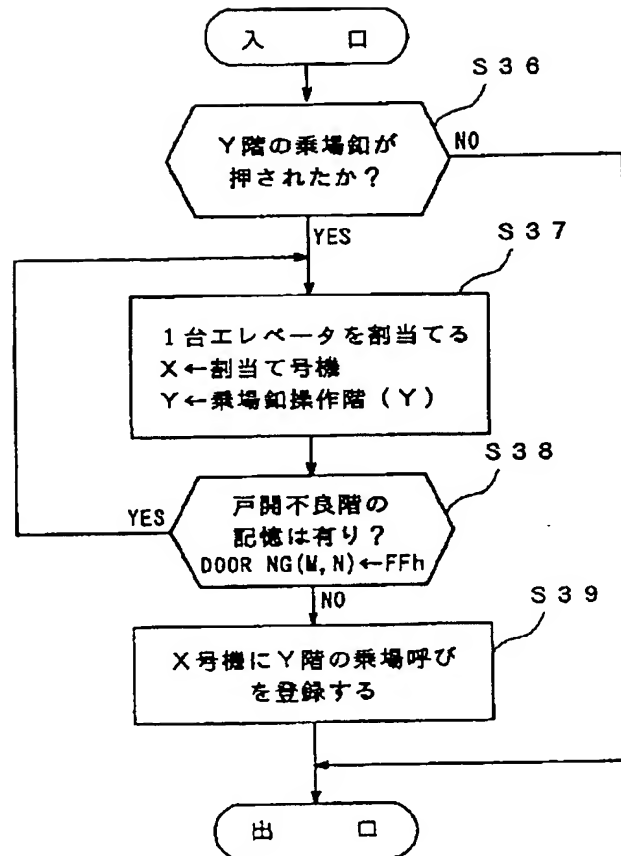 入 口
S36
Y階の乗場釦が
押されたか?
NO
YES
S37
1台エレベータを割当てる
X←割当て号機
Y←乗場釦操作階(Y)
S38
YES
戸開不良階の
記憶は有り?
DOOR NG(M,N)←FFh
NO
S39
X号機にY階の乗場呼び
を登録する
出 口